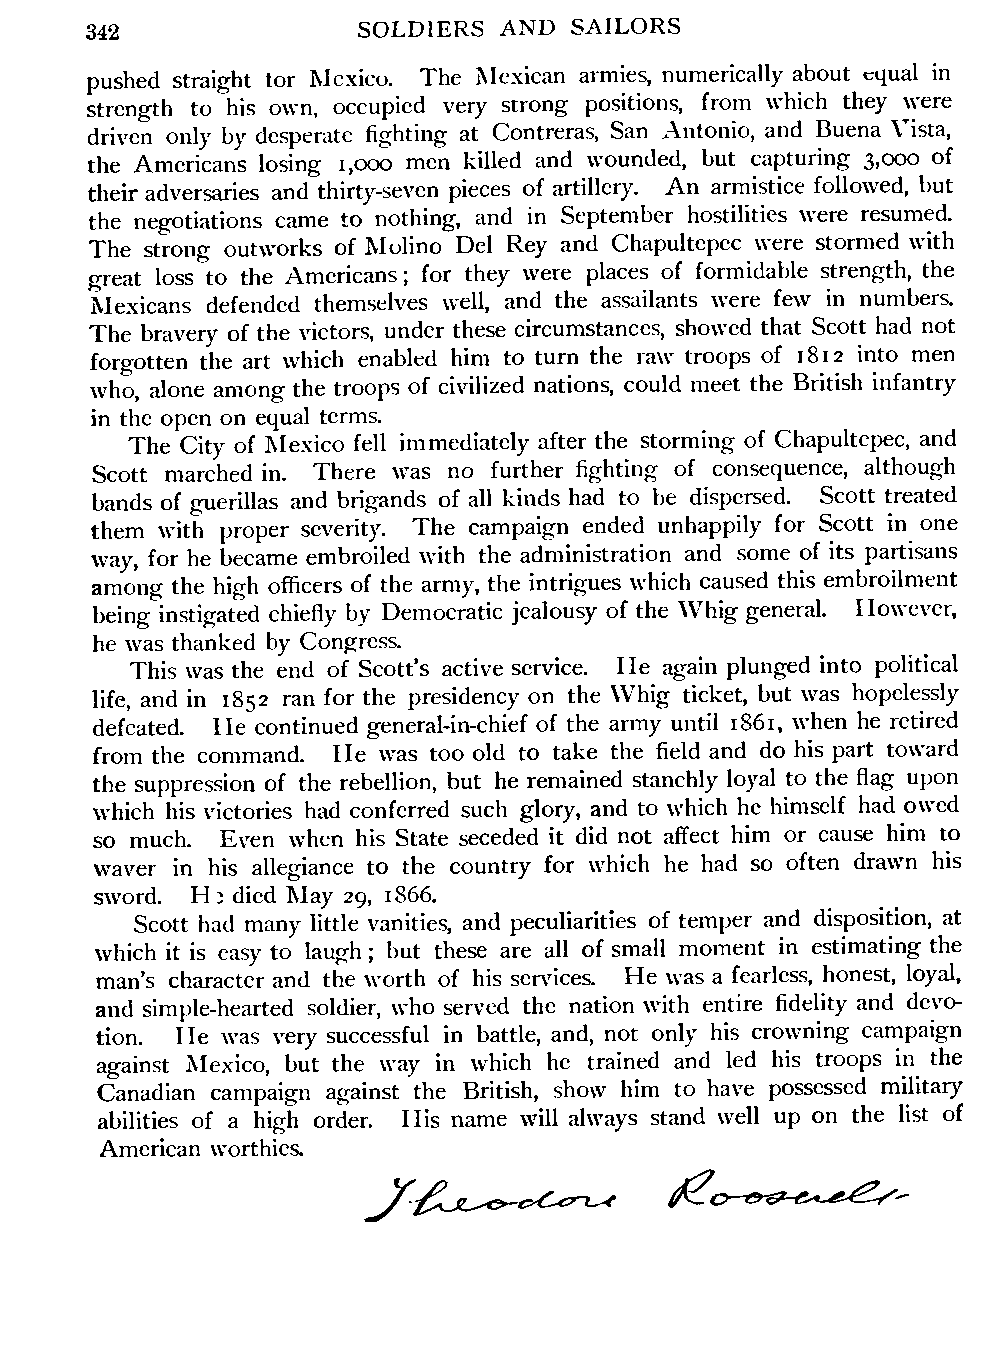 342 SOLDIERS AND SAILORS
pushed straight for Mexico. The Mexican armies, numerically about equal in
strength to his own, occupied very strong positions, from which they were
driven only by desperate fighting at Contreras, San Antonio, and Buena Vista,
the Americans losing 1,000 men killed and wounded, but capturing 3,000 of
their adversaries and thirty-seven pieces of artillery. An armistice followed, but
the negotiations came to nothing, and in September hostilities were resumed.
The strong outworks of Molino Del Rey and Chapultepec were stormed with
great loss to the Americans; for they were places of formidable strength, the
Mexicans defended themselves well, and the assailants were few in numbers.
The bravery of the victors, under these circumstances, showed that Scott had not
forgotten the art which enabled him to turn the raw troops of 1812 into men
who, alone among the troops of civilized nations, could meet the British infantry
in the open on equal terms.
The City of Mexico fell immediately after the storming of Chapultepec, and
Scott marched in. There was no further fighting of consequence, although
bands of guerillas and brigands of all kinds had to be dispersed. Scott treated
them with proper severity. The campaign ended unhappily for Scott in one
way, for he became embroiled with the administration and some of its partisans
among the high officers of the army, the intrigues which caused this embroilment
being instigated chiefly by Democratic jealousy of the Whig general. However,
he was thanked by Congress.
This was the end of Scott's active service. He again plunged into political
life, and in 1852 ran for the presidency on the Whig ticket, but was hopelessly
defeated. He continued general-in-chief of the army until 1861, when he retired
from the command. He was too old to take the field and do his part toward
the suppression of the rebellion, but he remained stanchly loyal to the flag upon
which his victories had conferred such glory, and to which he himself had owed
so much. Even when his State seceded it did not affect him or cause him to
waver in his allegiance to the country for which he had so often drawn his
sword. He died May 29, 1866.
Scott had many little vanities, and peculiarities of temper and disposition, at
which it is easy to laugh; but these are all of small moment in estimating the
man's character and the worth of his services. He was a fearless, honest, loyal,
and simple-hearted soldier, who served the nation with entire fidelity and devo-
tion. He was very successful in battle, and, not only his crowning campaign
against Mexico, but the way in which he trained and led his troops in the
Canadian campaign against the British, show him to have possessed military
abilities of a high order. His name will always stand well up on the list of
American worthies.
Theodore Roosevelt